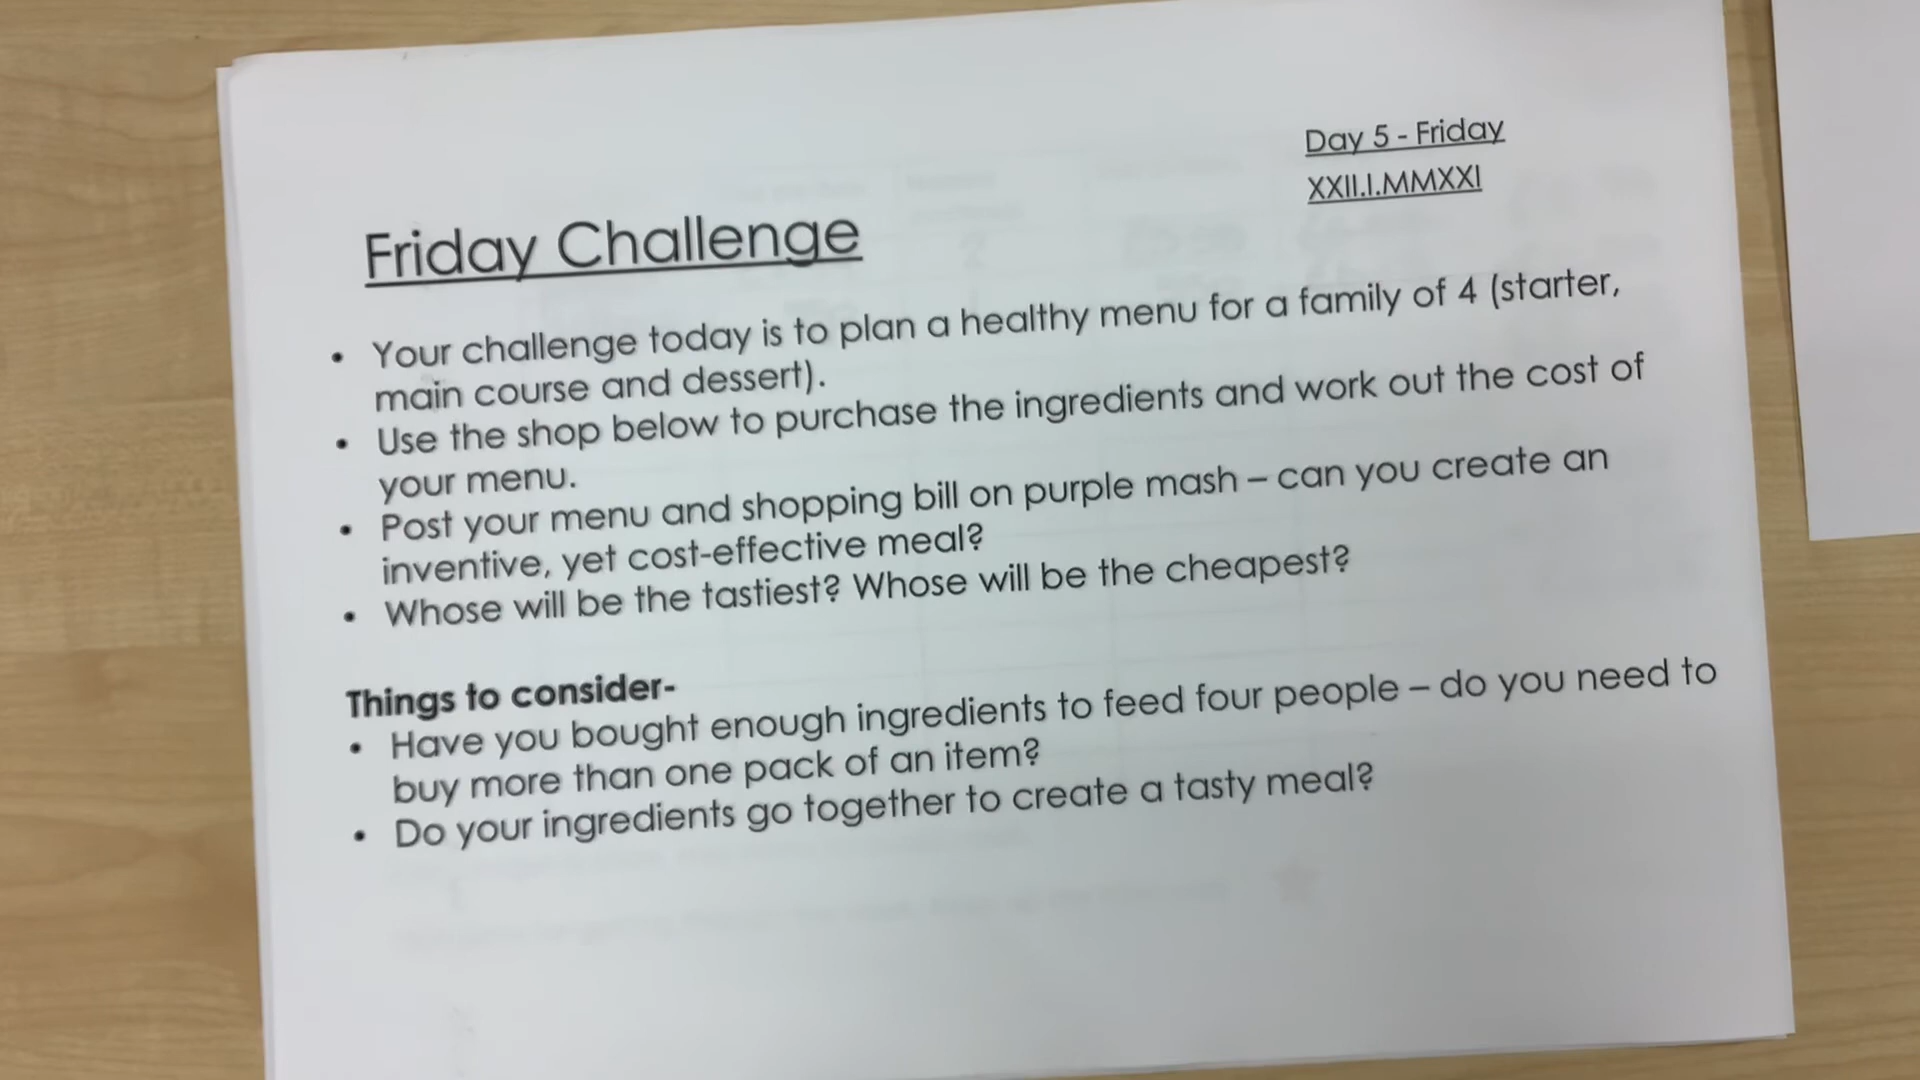 Day 5 - Friday
XXII.I.MMXXI
Friday Challenge
• Your challenge today is to plan a healthy menu for a family of 4 (starter,
main course and dessert).
• Use the shop below to purchase the ingredients and work out the cost of
your menu.
• Post your menu and shopping bill on purple mash – can you create an
inventive, yet cost-effective meal?
• Whose will be the tastiest? Whose will be the cheapest?
Things to consider-
• Have you bought enough ingredients to feed four people – do you need to
buy more than one pack of an item?
• Do your ingredients go together to create a tasty meal?